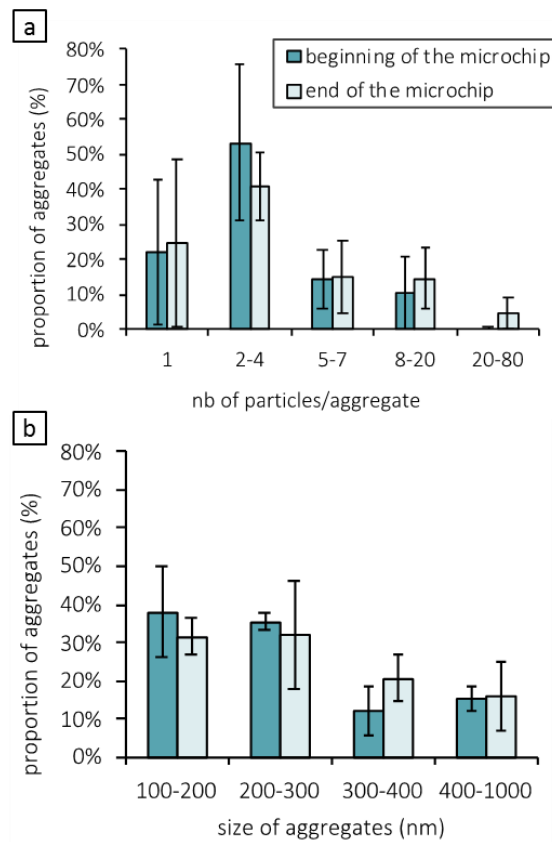 a
80%
70%
60%
50%
40%
30%
20%
10%
0%
proportion of aggregates (%)
beginning of the microchip
end of the microchip
1 2-4 5-7 8-20 20-80
nb of particles/aggregate
b
80%
70%
60%
50%
40%
30%
20%
10%
0%
proportion of aggregates (%)
100-200 200-300 300-400 400-1000
size of aggregates (nm)